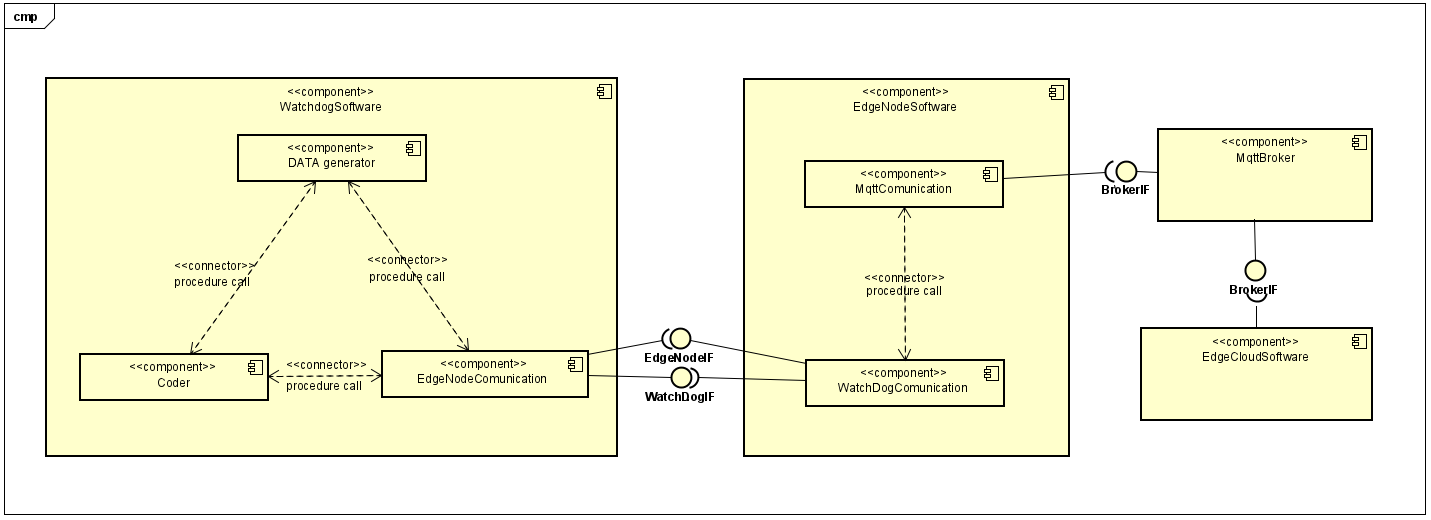 cmp
<<component>>
WatchdogSoftware
<<component>>
DATA generator
<<connector>>
procedure call
<<connector>>
procedure call
<<component>>
Coder
<<connector>>
procedure call
<<component>>
EdgeNodeComunication
EdgeNodeIF
WatchDogIF
<<component>>
EdgeNodeSoftware
<<component>>
MqttComunication
<<connector>>
procedure call
<<component>>
WatchDogComunication
BrokerIF
<<component>>
MqttBroker
BrokerIF
<<component>>
EdgeCloudSoftware